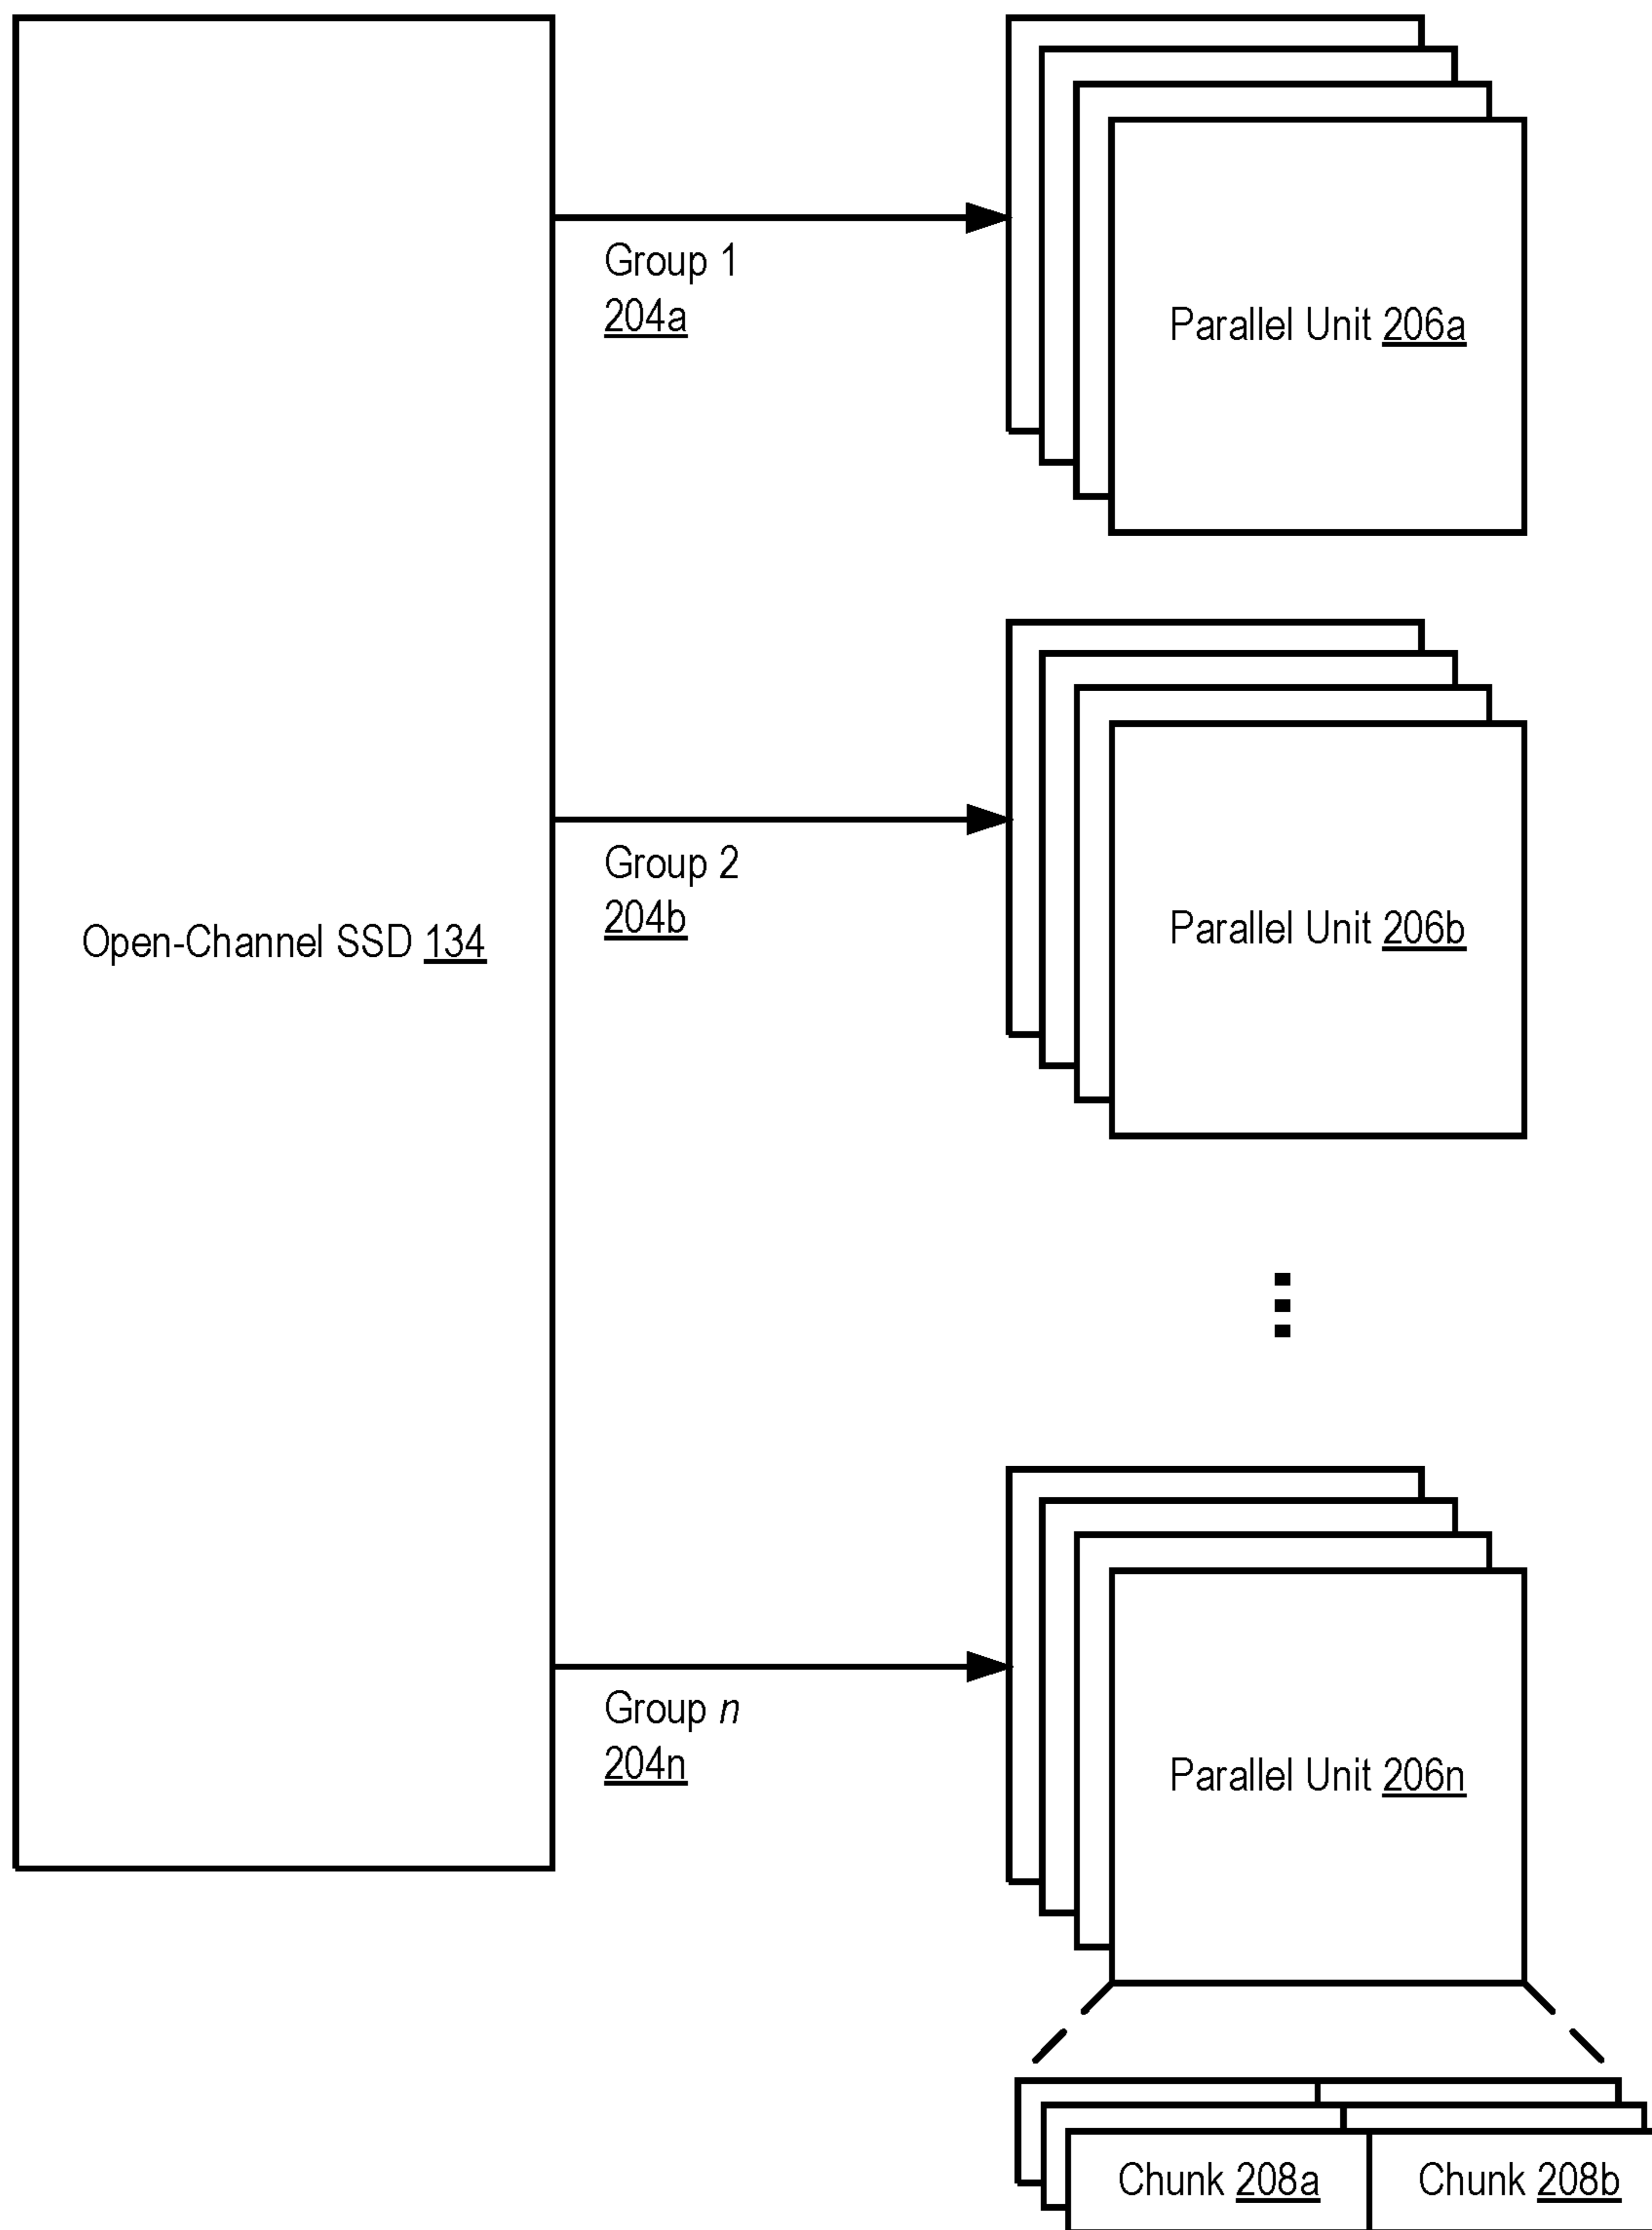 Group 1
204a
Parallel Unit 206a
Group 2
204b
Open-Channel SSD 134
Parallel Unit 206b
Group n
204n
Parallel Unit 206n
Chunk 208a
Chunk 208b